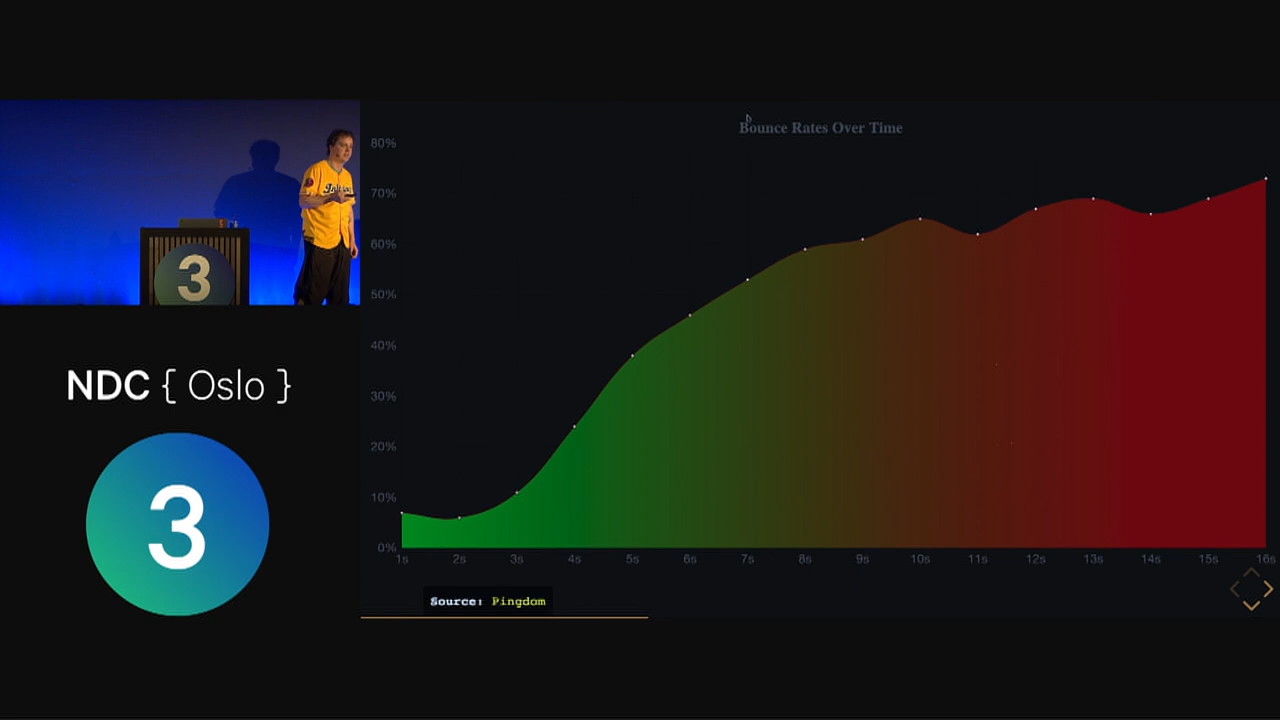 Bounce Rates Over Time
80%
70%
60%
50%
40%
30%
20%
10%
0%
1s 2s 3s 4s 5s 6s 7s 8s 9s 10s 11s 12s 13s 14s 15s 16s
Source: Pingdom
3
NDC { Oslo }
3